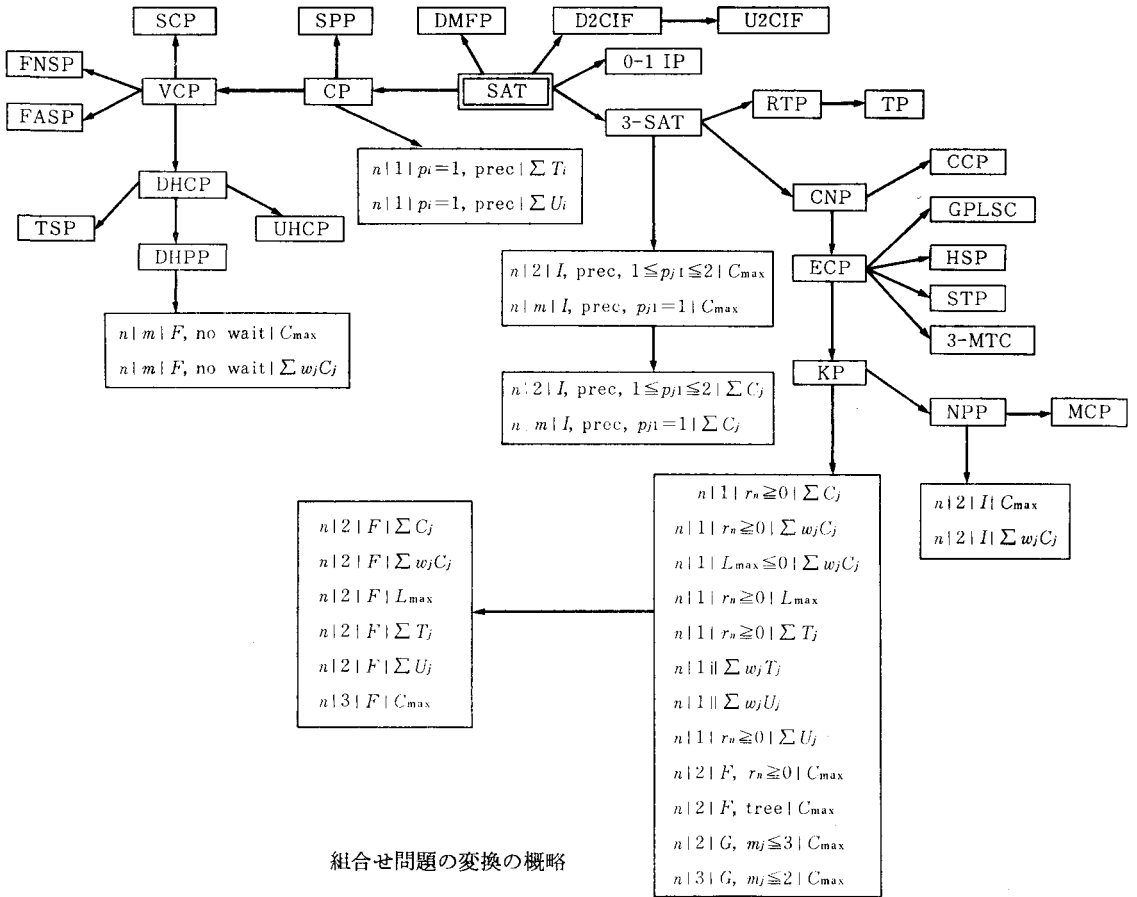 SCP
SPP
DMFP
D2CIF
U2CIF
FNSP
VCP
CP
SAT
0-1 IP
FASP
3-SAT
RTP
TP
n|1|pi=1, prec|∑Ti
n|1|pi=1, prec|∑Ui
DHCP
TSP
UHCP
DHPP
n|m|F, no wait|Cmax
n|m|F, no wait|∑wjCj
n|2|I, prec, 1≦pj1≦2|Cmax
n|m|I, prec, pj1=1|Cmax
n|2|I, prec, 1≦pj1≦2|∑Cj
n|m|I, prec, pj1=1|∑Cj
CCP
CNP
GPLSC
ECP
HSP
STP
3-MTC
KP
NPP
MCP
n|2|I|Cmax
n|2|I|∑wjCj
n|1|rn≧0|∑Cj
n|1|rn≧0|∑wjCj
n|1|Lmax≦0|∑wjCj
n|1|rn≧0|Lmax
n|1|rn≧0|∑Tj
n|1||∑wjTj
n|1||∑wjUj
n|1|rn≧0|∑Uj
n|2|F, rn≧0|Cmax
n|2|F, tree|Cmax
n|2|G, mj≦3|Cmax
n|3|G, mj≦2|Cmax
n|2|F|∑Cj
n|2|F|∑wjCj
n|2|F|Lmax
n|2|F|∑Tj
n|2|F|∑Uj
n|3|F|Cmax
組合せ問題の変換の概略